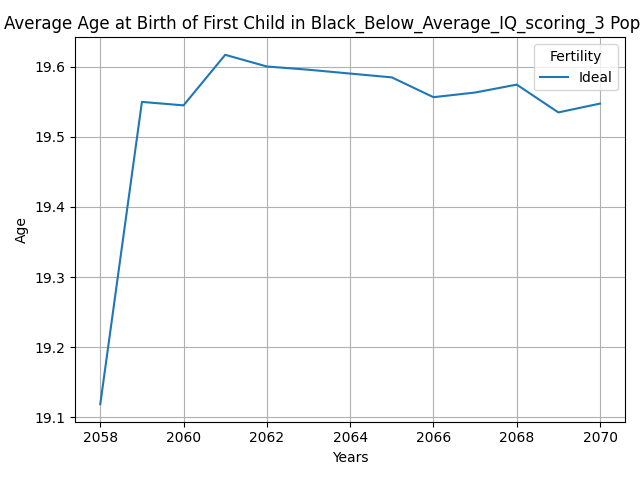 Average Age at Birth of First Child in Black_Below_Average_IQ_scoring_3 Pop
Fertility
Ideal
19.6
19.5
19.4
19.3
19.2
19.1
Age
2058 2060 2062 2064 2066 2068 2070
Years